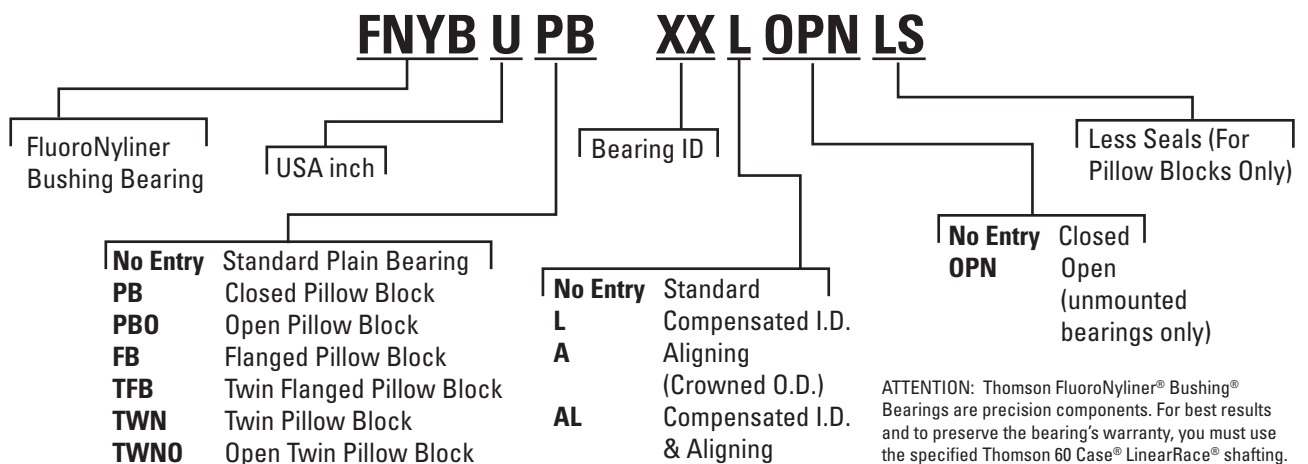 FNYB U PB XX L OPN LS
FluoroNyliner
Bushing Bearing
USA inch
Bearing ID
Less Seals (For
Pillow Blocks Only)
No Entry Standard Plain Bearing
PB Closed Pillow Block
PBO Open Pillow Block
FB Flanged Pillow Block
TFB Twin Flanged Pillow Block
TWN Twin Pillow Block
TWNO Open Twin Pillow Block
No Entry Standard
L Compensated I.D.
A Aligning
(Crowned O.D.)
AL Compensated I.D.
& Aligning
No Entry Closed
OPN Open
(unmounted
bearings only)
ATTENTION: Thomson FluoroNyliner® Bushing®
Bearings are precision components. For best results
and to preserve the bearing's warranty, you must use
the specified Thomson 60 Case® LinearRace® shafting.